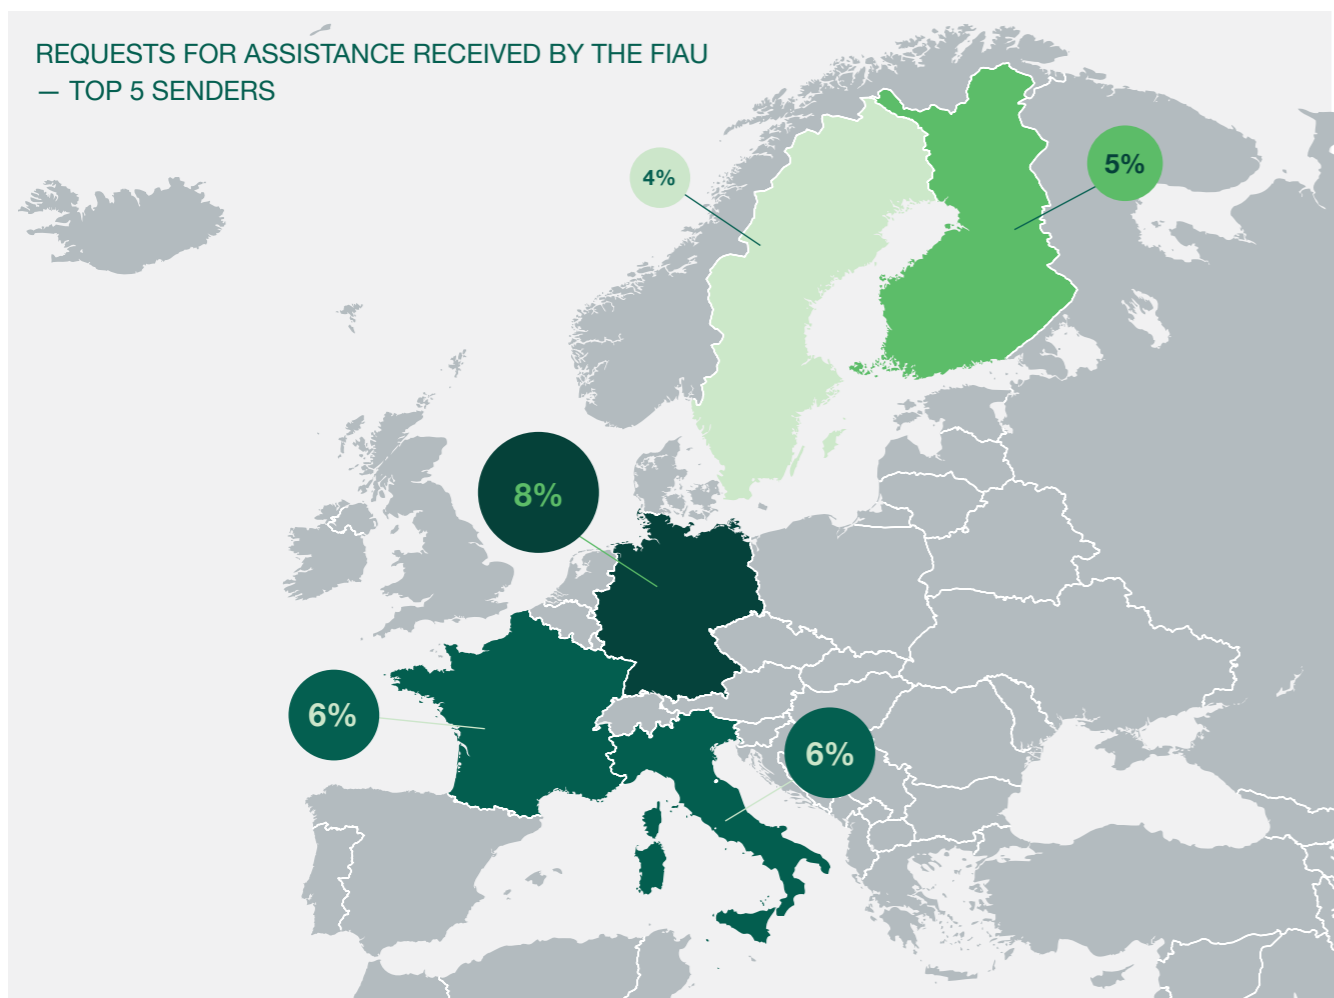 REQUESTS FOR ASSISTANCE RECEIVED BY THE FIAU
— TOP 5 SENDERS
4%
5%
8%
6%
6%